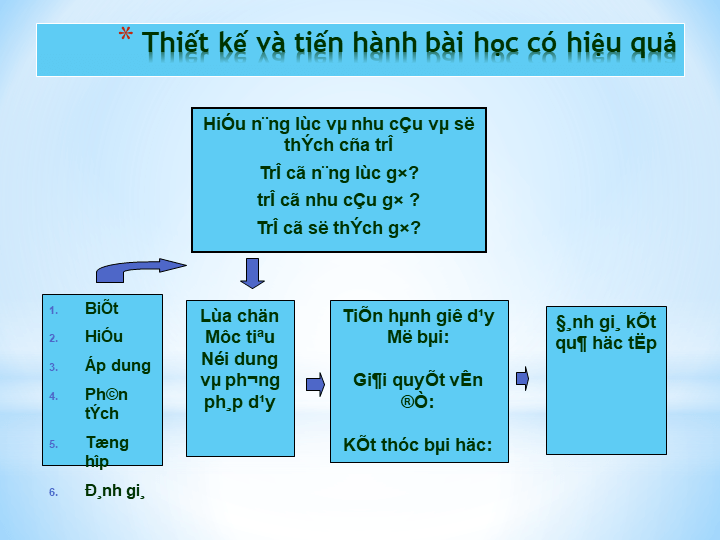 * Thiết kế và tiến hành bài học có hiệu quả
HiÓu n¨ng lùc vµ nhu cÇu vµ së
thÝch cña trÎ
TrÎ cã n¨ng lùc g×?
trÎ cã nhu cÇu g× ?
TrÎ cã së thÝch g×?
1. BiÕt
2. HiÓu
3. Áp dung
4. Ph©n
tÝch
5. Tæng
hîp
6. Đ¸nh gi¸
Lùa chän
Môc tiªu
Néi dung
vµ ph­¬ng
ph¸p d¹y
TiÕn hµnh giê d¹y
Më bµi:
Gi¶i quyÕt vÊn
®Ò:
KÕt thóc bµi häc:
§¸nh gi¸ kÕt
qu¶ häc tËp